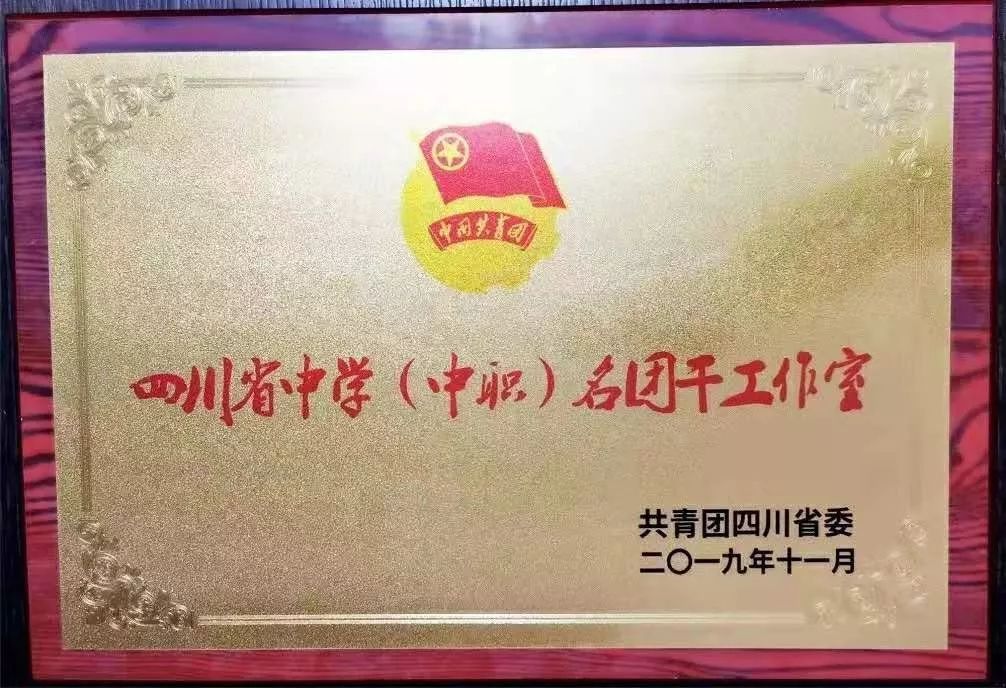 中国共青团
四川省中学（中职）名团干工作室
共青团四川省委
二〇一九年十一月